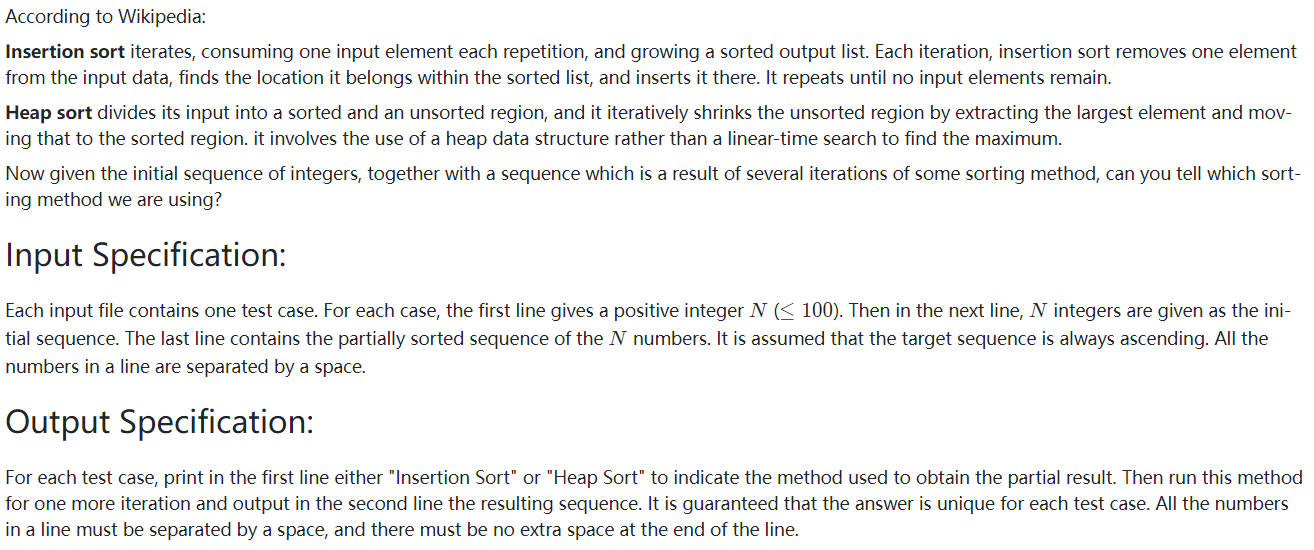 According to Wikipedia:
Insertion sort iterates, consuming one input element each repetition, and growing a sorted output list. Each iteration, insertion sort removes one element
from the input data, finds the location it belongs within the sorted list, and inserts it there. It repeats until no input elements remain.
Heap sort divides its input into a sorted and an unsorted region, and it iteratively shrinks the unsorted region by extracting the largest element and mov-
ing that to the sorted region. it involves the use of a heap data structure rather than a linear-time search to find the maximum.
Now given the initial sequence of integers, together with a sequence which is a result of several iterations of some sorting method, can you tell which sort-
ing method we are using?
Input Specification:
Each input file contains one test case. For each case, the first line gives a positive integer N (≤ 100). Then in the next line, N integers are given as the ini-
tial sequence. The last line contains the partially sorted sequence of the N numbers. It is assumed that the target sequence is always ascending. All the
numbers in a line are separated by a space.
Output Specification:
For each test case, print in the first line either "Insertion Sort" or "Heap Sort" to indicate the method used to obtain the partial result. Then run this method
for one more iteration and output in the second line the resulting sequence. It is guaranteed that the answer is unique for each test case. All the numbers
in a line must be separated by a space, and there must be no extra space at the end of the line.